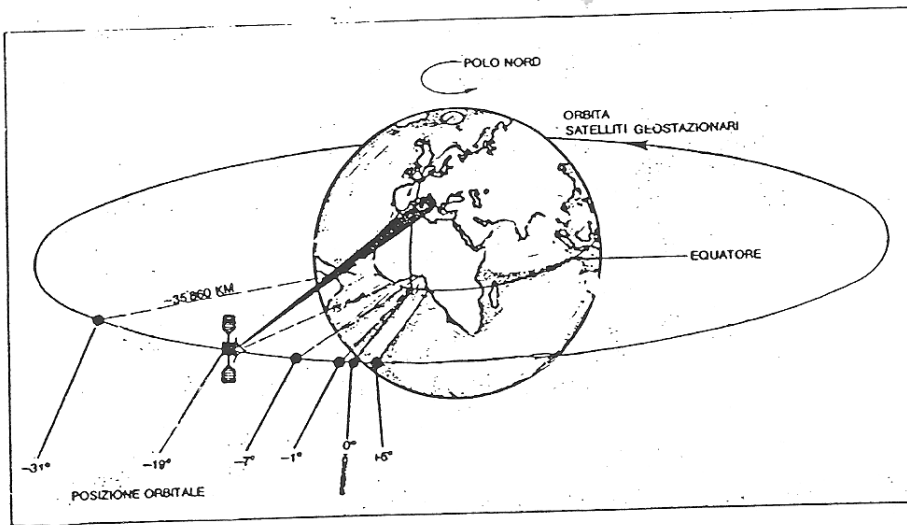 POLO NORD
ORBITA
SATELLITI GEOSTAZIONARI
EQUATORE
~35.860 KM
-31°
-19°
-7°
-1°
0°
+5°
POSIZIONE ORBITALE